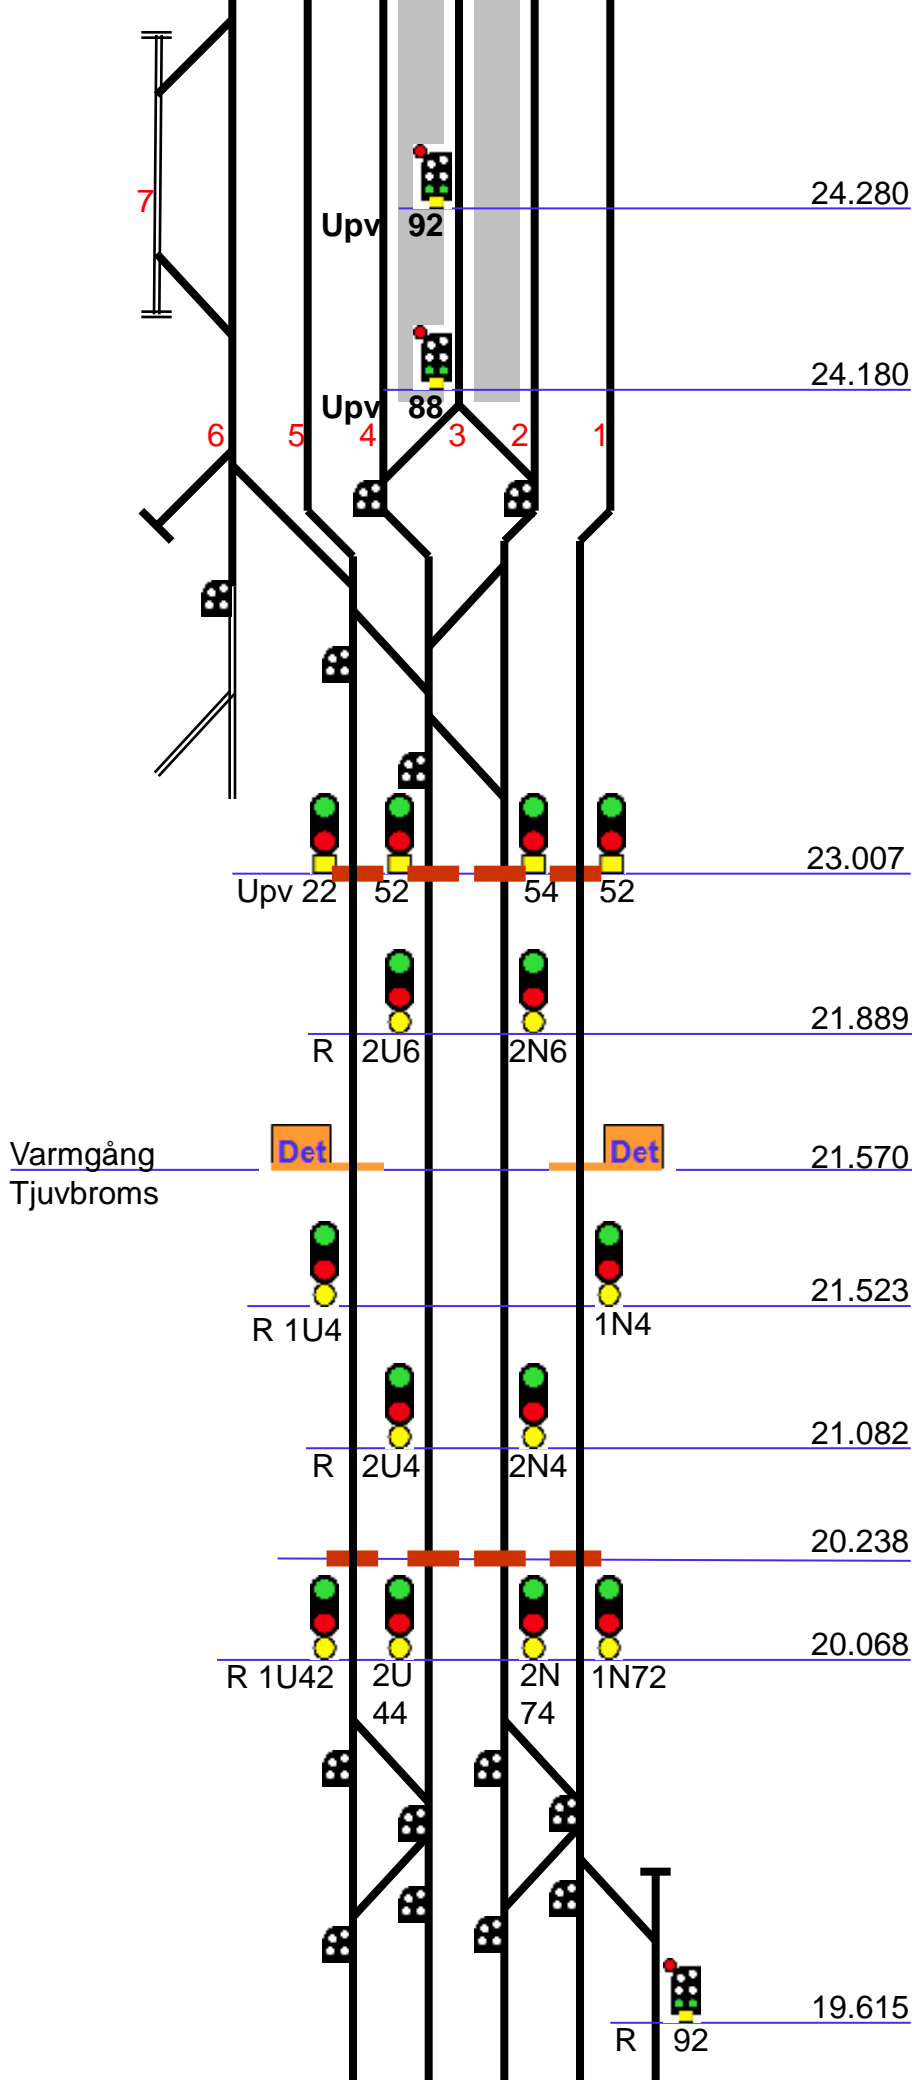 7
24.280
Upv 92
24.180
Upv 88
6 5 4 3 2 1
23.007
Upv 22 52 54 52
21.889
R 2U6 2N6
Det Det
Varmgång 21.570
Tjuvbroms
21.523
R 1U4 1N4
21.082
R 2U4 2N4
20.238
20.068
R 1U42 2U 2N 1N72
44 74
19.615
R 92